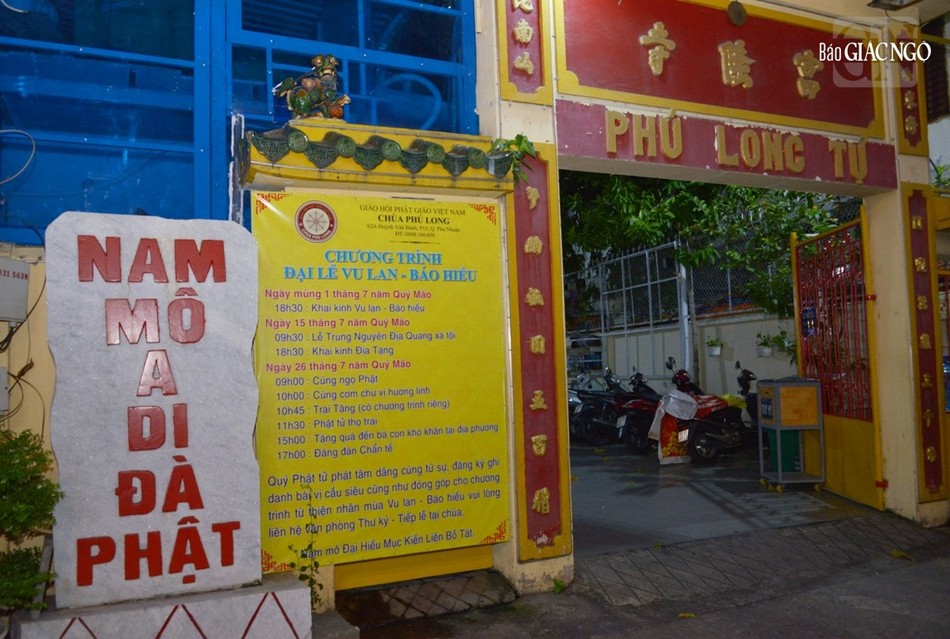 Báo GIÁC NGỘ
寺隆富
PHÚ LONG TỰ
NAM
MÔ
A
DI
ĐÀ
PHẬT
GIÁO HỘI PHẬT GIÁO VIỆT NAM
CHÙA PHÚ LONG
CHƯƠNG TRÌNH
ĐẠI LỄ VU LAN - BÁO HIẾU
Ngày mùng 1 tháng 7 năm Quý Mão
18h30 : Khai kinh Vu lan - Báo hiếu
Ngày 15 tháng 7 năm Quý Mão
09h30 : Lễ Trung Nguyên Địa Quang xá tội
18h30 : Khai kinh Địa Tạng
Ngày 26 tháng 7 năm Quý Mão
09h00 : Cúng ngọ Phật
10h00 : Cúng cơm chư vị hương linh
10h45 : Trai Tăng (có chương trình riêng)
11h30 : Phật tử thọ trai
15h00 : Tặng quà đến bà con khó khăn tại địa phương
17h00 : Đăng đàn Chẩn tế
Quý Phật tử phát tâm dâng cúng tứ sự, đăng ký ghi
danh bài vị cầu siêu cũng như đóng góp cho chương
trình từ thiện nhân mùa Vu lan - Báo hiếu vui lòng
liên hệ văn phòng Thư ký - Tiếp lễ tại chùa.
Nam mô Đại Hiếu Mục Kiền Liên Bồ Tát